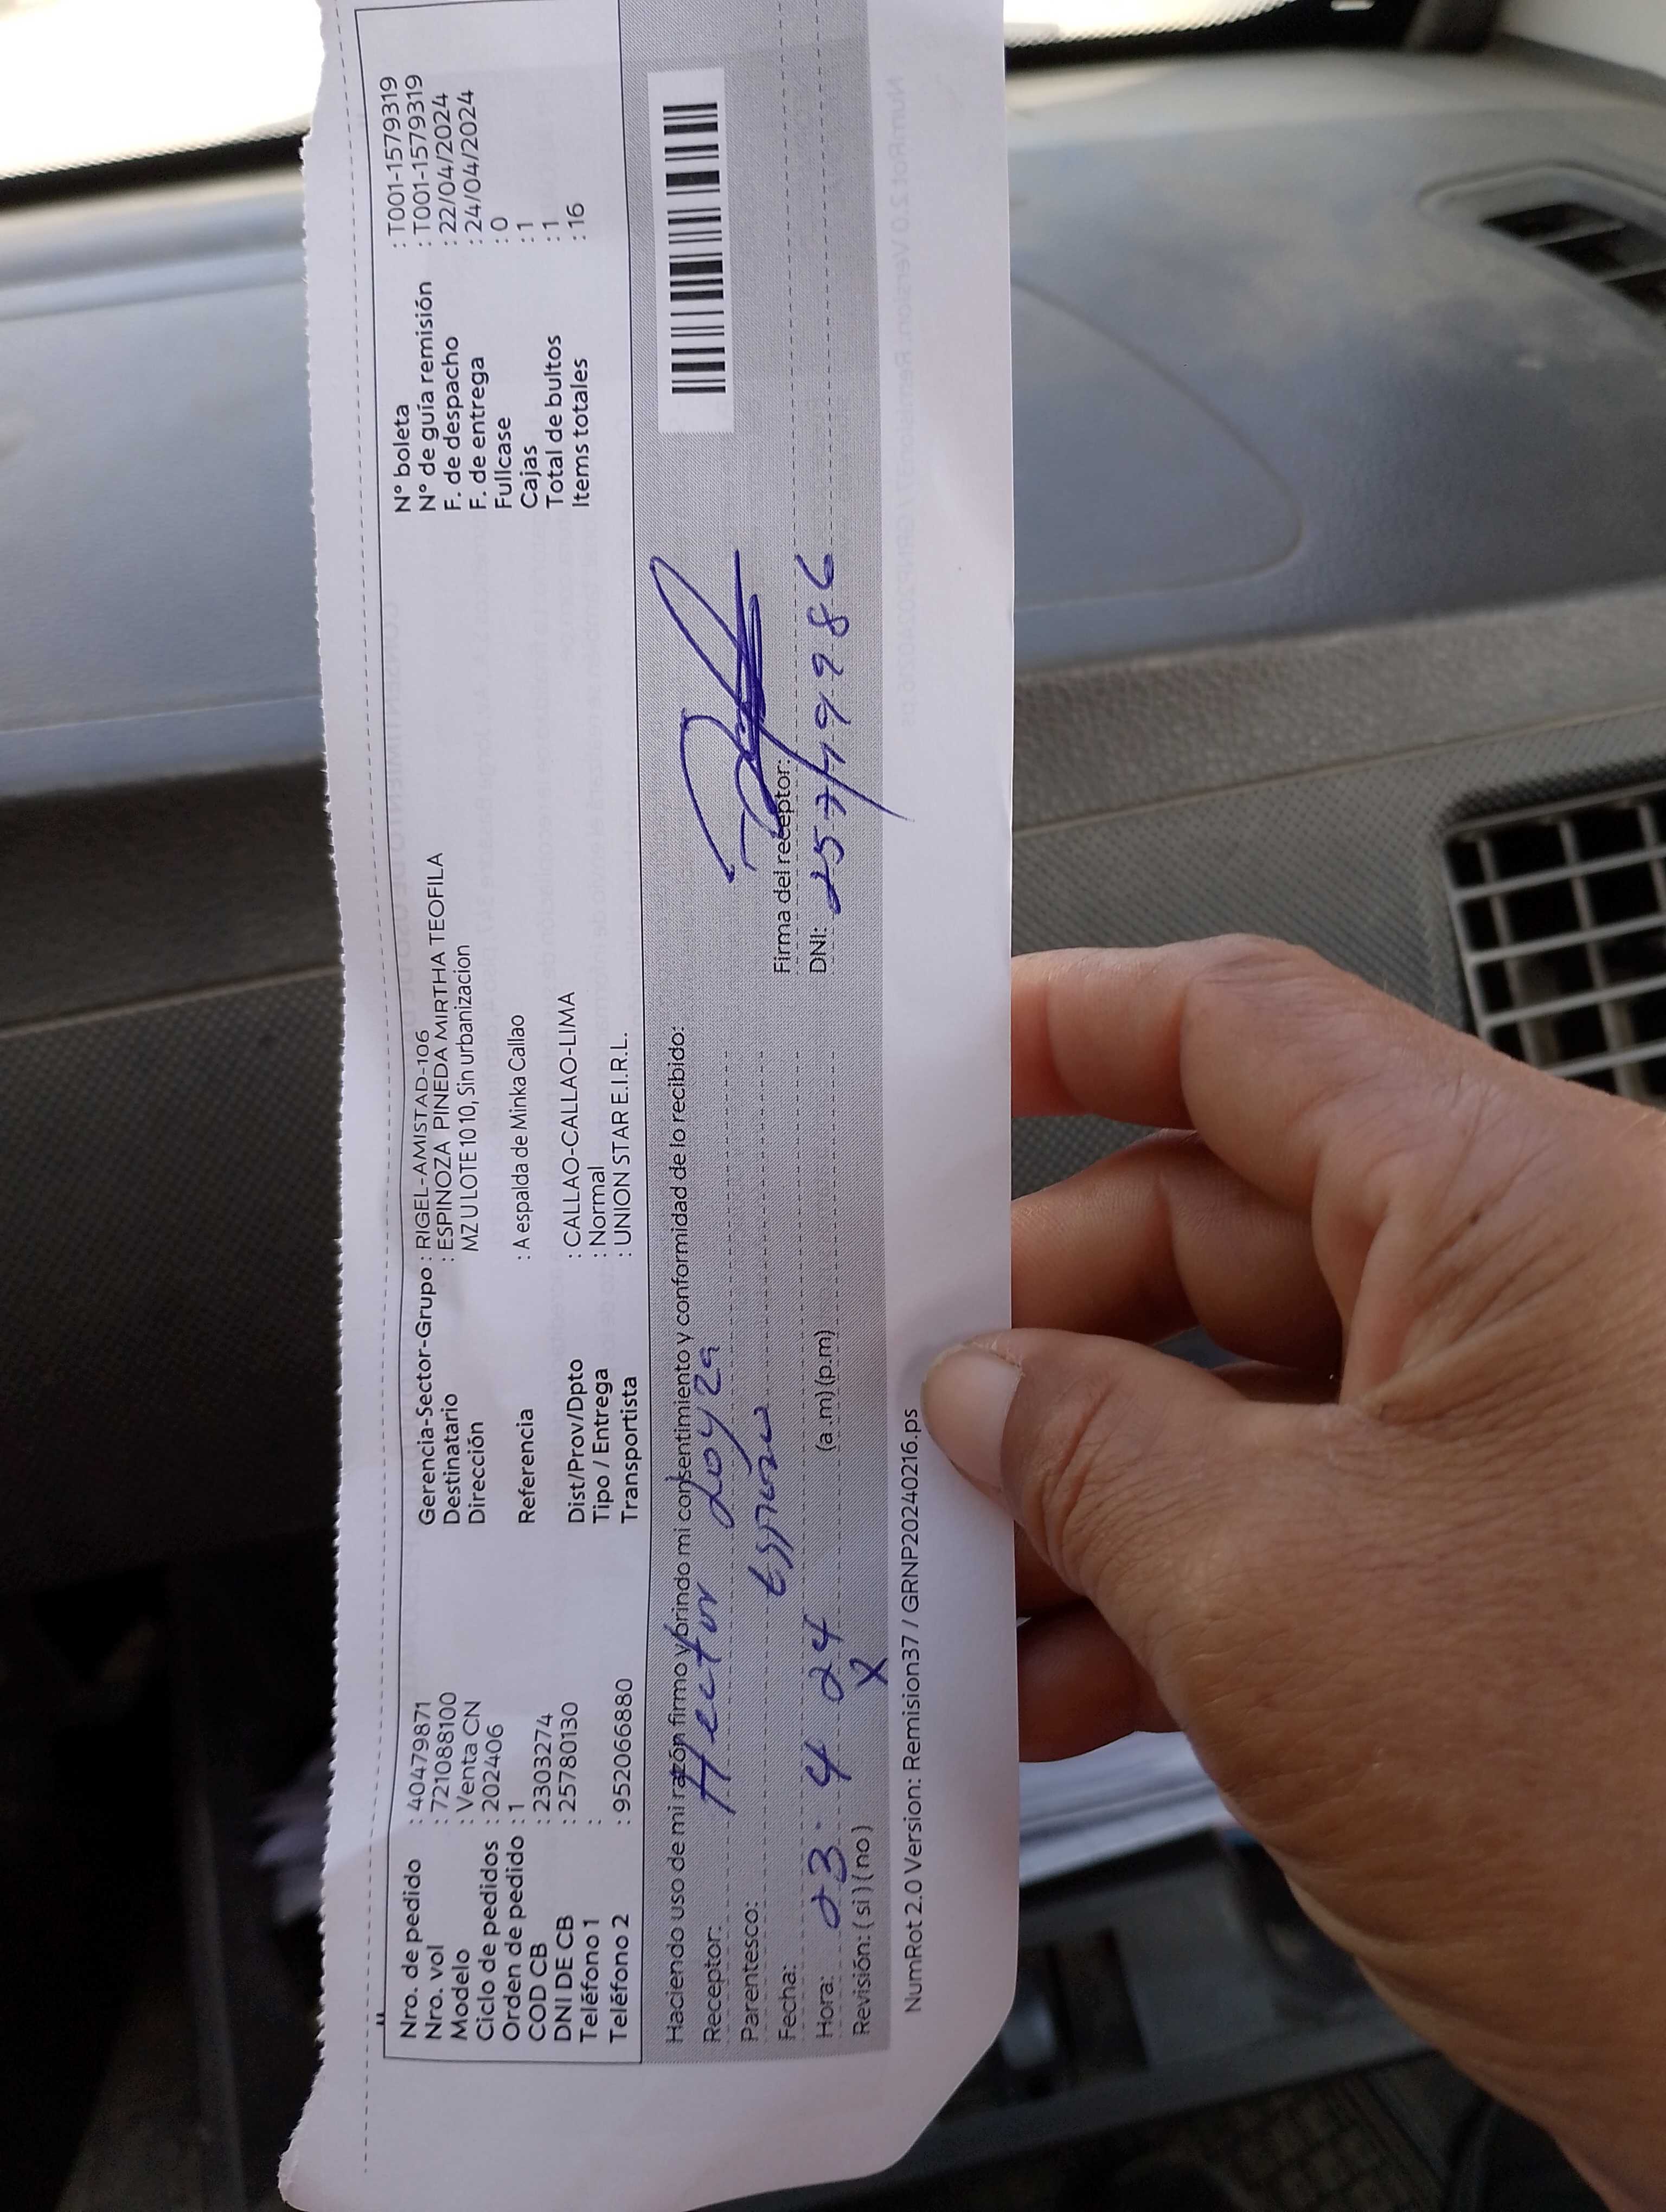 Nro. de pedido : 40479871
Nro. vol : 721088100
Modelo : Venta CN
Ciclo de pedidos : 202406
Orden de pedido : 1
COD CB : 2303274
DNI DE CB : 25780130
Teléfono 1 :
Teléfono 2 : 952066880
Gerencia-Sector-Grupo : RIGEL-AMISTAD-106
Destinatario : ESPINOZA PINEDA MIRTHA TEOFILA
Dirección MZ U LOTE 10 10, Sin urbanizacion
Referencia : A espalda de Minka Callao
Dist/Prov/Dpto : CALLAO-CALLAO-LIMA
Tipo / Entrega : Normal
Transportista : UNION STAR E.I.R.L.
N° boleta : T001-1579319
N° de guía remisión : T001-1579319
F. de despacho : 22/04/2024
F. de entrega : 24/04/2024
Fullcase : 0
Cajas : 1
Total de bultos : 1
Items totales : 16
Haciendo uso de mi razón firmo y brindo mi consentimiento y conformidad de lo recibido:
Receptor: Hector Loyza
Parentesco:
Fecha: 23 4 24
Hora: (a.m) (p.m)
Revisión: ( si ) ( no ) X
Firma del receptor:
DNI:
NumRot 2.0 Version: Remision37 / GRNP20240216.ps